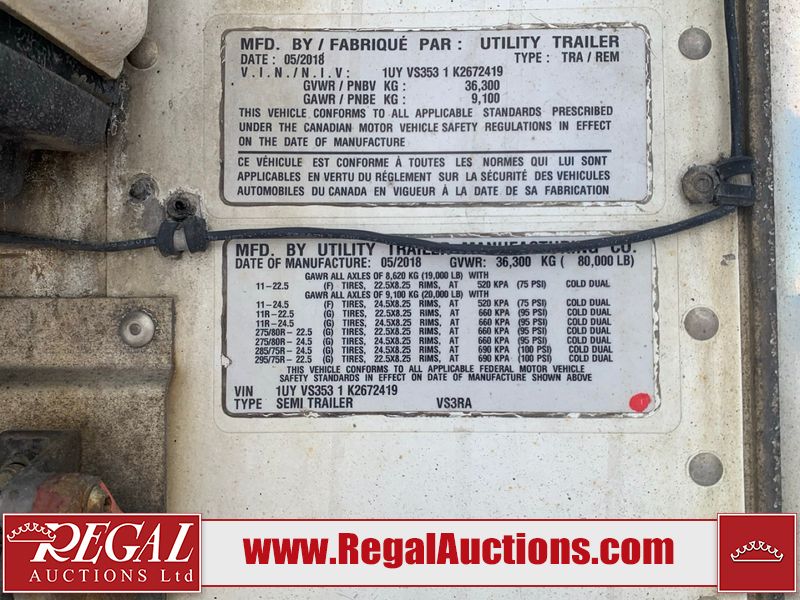 MFD. BY / FABRIQUÉ PAR : UTILITY TRAILER
DATE : 05/2018 TYPE : TRA / REM
V.I.N./N.I.V: 1UY VS353 1 K2672419
GVWR / PNBV KG : 36,300
GAWR / PNBE KG : 9,100
THIS VEHICLE CONFORMS TO ALL APPLICABLE STANDARDS PRESCRIBED
UNDER THE CANADIAN MOTOR VEHICLE SAFETY REGULATIONS IN EFFECT
ON THE DATE OF MANUFACTURE
CE VÉHICULE EST CONFORME À TOUTES LES NORMES QUI LUI SONT
APPLICABLES EN VERTU DU RÉGLEMENT SUR LA SÉCURITÉ DES VEHICULES
AUTOMOBILES DU CANADA EN VIGUEUR À LA DATE DE SA FABRICATION
MFD. BY UTILITY TRAILER MANUFACTURING CO.
DATE OF MANUFACTURE: 05/2018 GVWR: 36,300 KG ( 80,000 LB)
GAWR ALL AXLES OF 8,620 KG (19,000 LB) WITH
11-22.5 (F) TIRES, 22.5X8.25 RIMS, AT 520 KPA (75 PSI) COLD DUAL
GAWR ALL AXLES OF 9,100 KG (20,000 LB) WITH
11-24.5 (F) TIRES, 24.5X8.25 RIMS, AT 520 KPA (75 PSI) COLD DUAL
11R-22.5 (G) TIRES, 22.5X8.25 RIMS, AT 660 KPA (95 PSI) COLD DUAL
11R-24.5 (G) TIRES, 24.5X8.25 RIMS, AT 660 KPA (95 PSI) COLD DUAL
275/80R-22.5 (G) TIRES, 22.5X8.25 RIMS, AT 660 KPA (95 PSI) COLD DUAL
275/80R-24.5 (G) TIRES, 24.5X8.25 RIMS, AT 660 KPA (95 PSI) COLD DUAL
285/75R-24.5 (G) TIRES, 24.5X8.25 RIMS, AT 690 KPA (100 PSI) COLD DUAL
295/75R-22.5 (G) TIRES, 22.5X8.25 RIMS, AT 690 KPA (100 PSI) COLD DUAL
THIS VEHICLE CONFORMS TO ALL APPLICABLE FEDERAL MOTOR VEHICLE
SAFETY STANDARDS IN EFFECT ON DATE OF MANUFACTURE SHOWN ABOVE
VIN 1UY VS353 1 K2672419
TYPE SEMI TRAILER VS3RA
REGAL
AUCTIONS Ltd
www.RegalAuctions.com